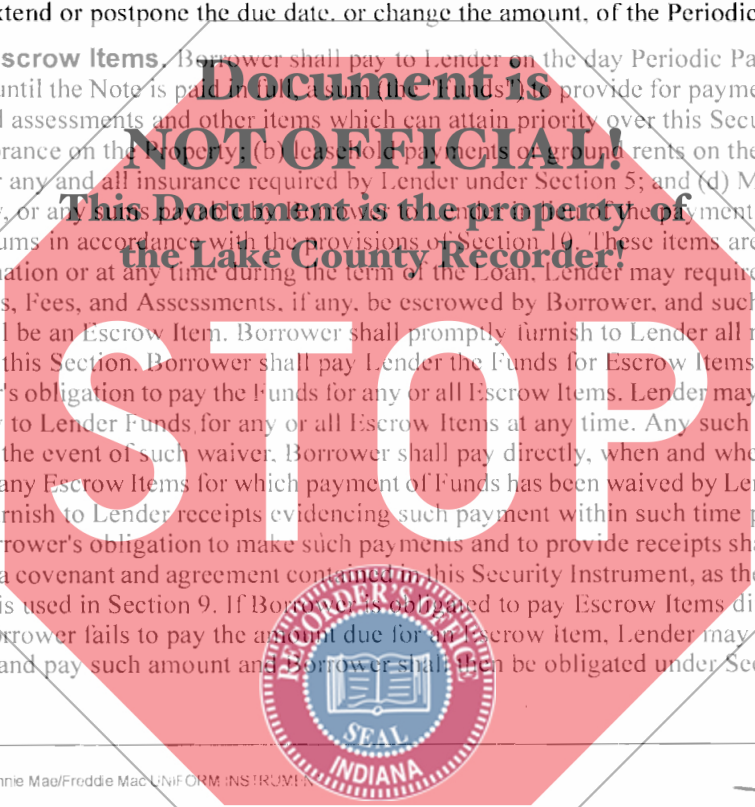 xtend or postpone the due date, or change the amount, of the Periodic
scrow Items. Borrower shall pay to Lender on the day Periodic Pa
until the Note is paid in full, a sum (the "Funds") to provide for payme
l assessments and other items which can attain priority over this Secu
brance on the Property; (b) leasehold payments or ground rents on the
r any and all insurance required by Lender under Section 5; and (d) M
, or any sums payable by Borrower to Lender in lieu of the payment
ums in accordance with the provisions of Section 10. These items are
nation or at any time during the term of the Loan, Lender may require
s, Fees, and Assessments, if any, be escrowed by Borrower, and such
l be an Escrow Item. Borrower shall promptly furnish to Lender all
this Section. Borrower shall pay Lender the Funds for Escrow Items
r's obligation to pay the Funds for any or all Escrow Items. Lender may
to Lender Funds for any or all Escrow Items at any time. Any such
the event of such waiver, Borrower shall pay directly, when and whe
any Escrow Items for which payment of Funds has been waived by Len
rnish to Lender receipts evidencing such payment within such time p
rrower's obligation to make such payments and to provide receipts sha
a covenant and agreement contained in this Security Instrument, as the
is used in Section 9. If Borrower is obligated to pay Escrow Items di
orrower fails to pay the amount due for an Escrow Item, Lender may
and pay such amount and Borrower shall then be obligated under Sec
nnie Mae/Freddie Mac UNIFORM INSTRUMEN
Document is
NOT OFFICIAL!
This Document is the property of
the Lake County Recorder!
STOP
RECORDER'S OFFICE
SEAL
INDIANA